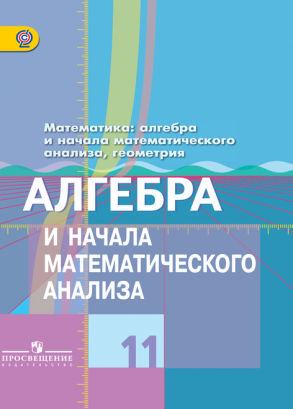 Математика: алгебра
и начала математического
анализа, геометрия
АЛГЕБРА
И НАЧАЛА
МАТЕМАТИЧЕСКОГО
АНАЛИЗА
ПРОСВЕЩЕНИЕ
ИЗДАТЕЛЬСТВО
11